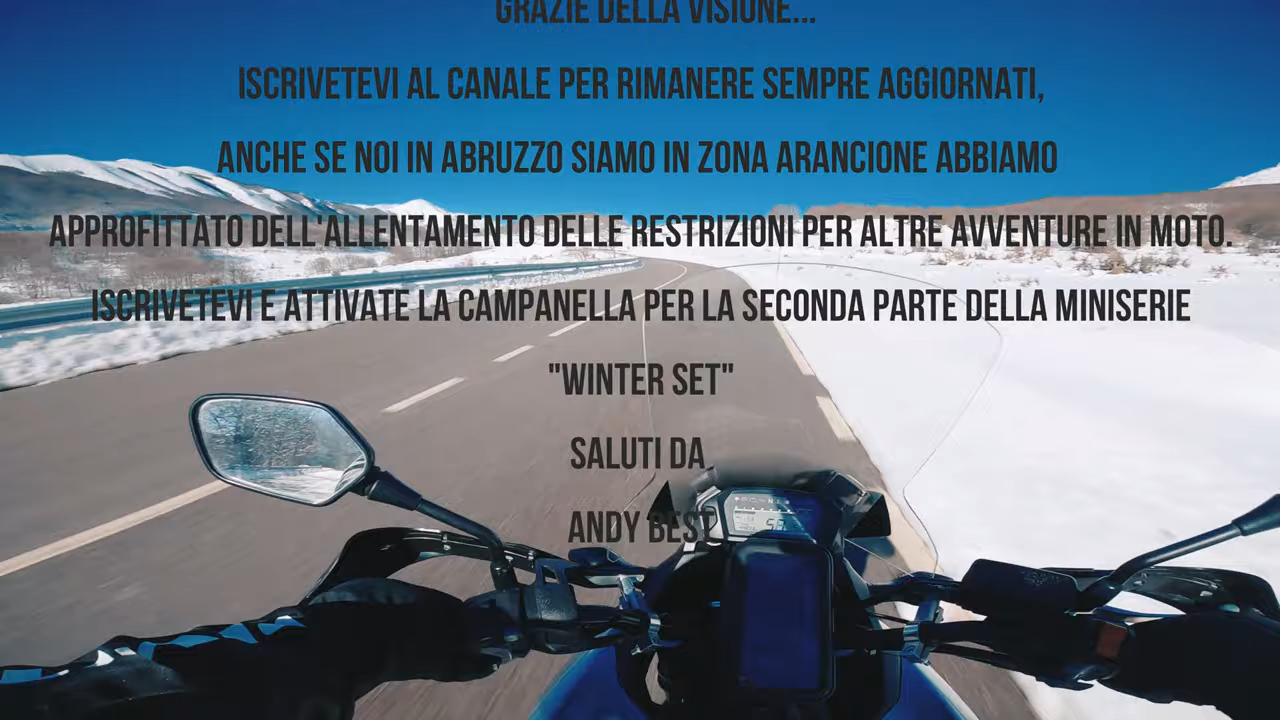 GRAZIE DELLA VISIONE...
ISCRIVETEVI AL CANALE PER RIMANERE SEMPRE AGGIORNATI,
ANCHE SE NOI IN ABRUZZO SIAMO IN ZONA ARANCIONE ABBIAMO
APPROFITTATO DELL'ALLENTAMENTO DELLE RESTRIZIONI PER ALTRE AVVENTURE IN MOTO.
ISCRIVETEVI E ATTIVATE LA CAMPANELLA PER LA SECONDA PARTE DELLA MINISERIE
"WINTER SET"
SALUTI DA
ANDY BEST